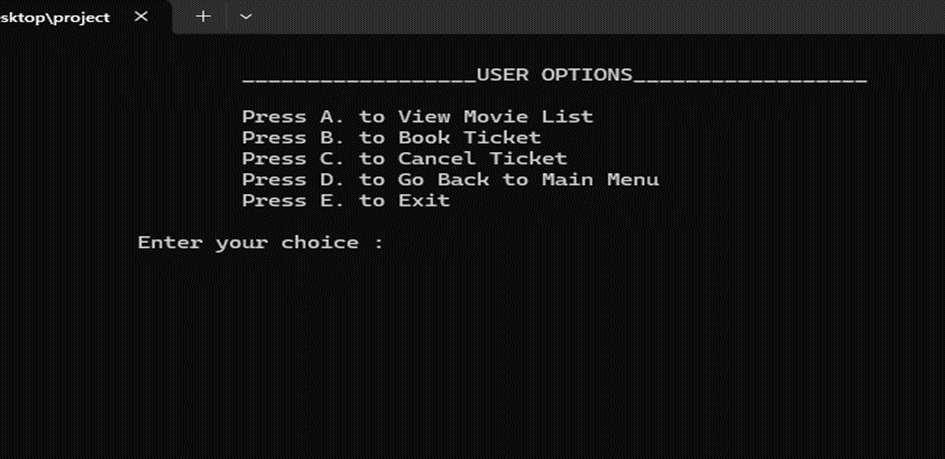 sktop\project
__________________USER OPTIONS__________________
Press A. to View Movie List
Press B. to Book Ticket
Press C. to Cancel Ticket
Press D. to Go Back to Main Menu
Press E. to Exit
Enter your choice :